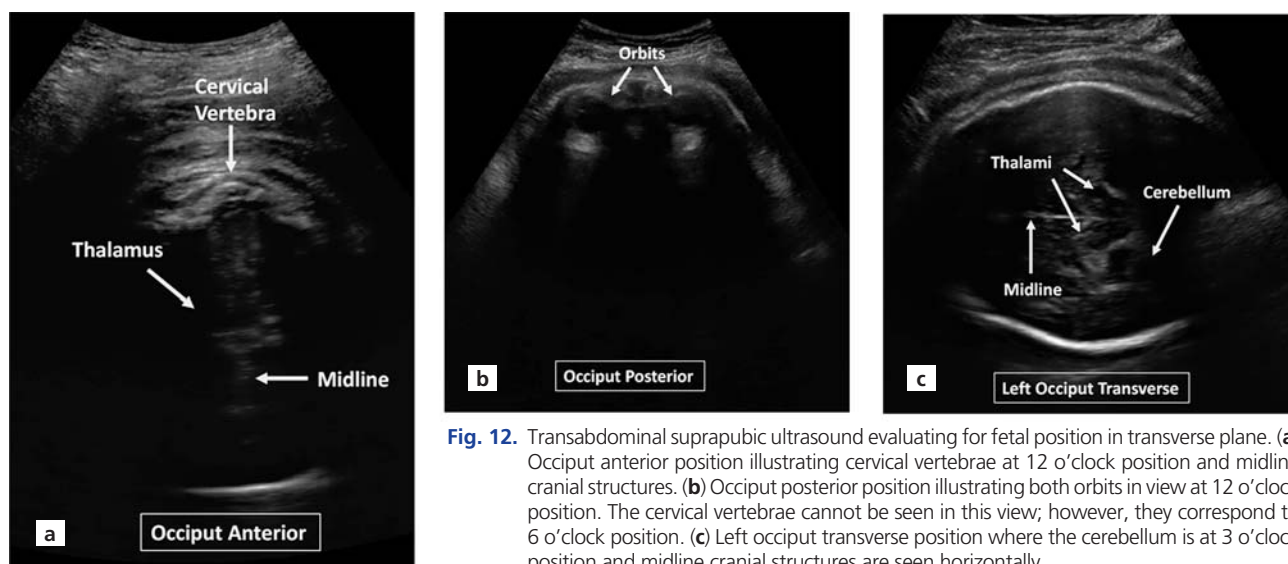 Cervical
Vertebra
Thalamus
Midline
a
Occiput Anterior
Orbits
b
Occiput Posterior
Thalami
Cerebellum
Midline
c
Left Occiput Transverse
Fig. 12. Transabdominal suprapubic ultrasound evaluating for fetal position in transverse plane. (a
Occiput anterior position illustrating cervical vertebrae at 12 o'clock position and midlin
cranial structures. (b) Occiput posterior position illustrating both orbits in view at 12 o'cloc
position. The cervical vertebrae cannot be seen in this view; however, they correspond t
6 o'clock position. (c) Left occiput transverse position where the cerebellum is at 3 o'cloc
position and midline cranial structures are seen horizontally